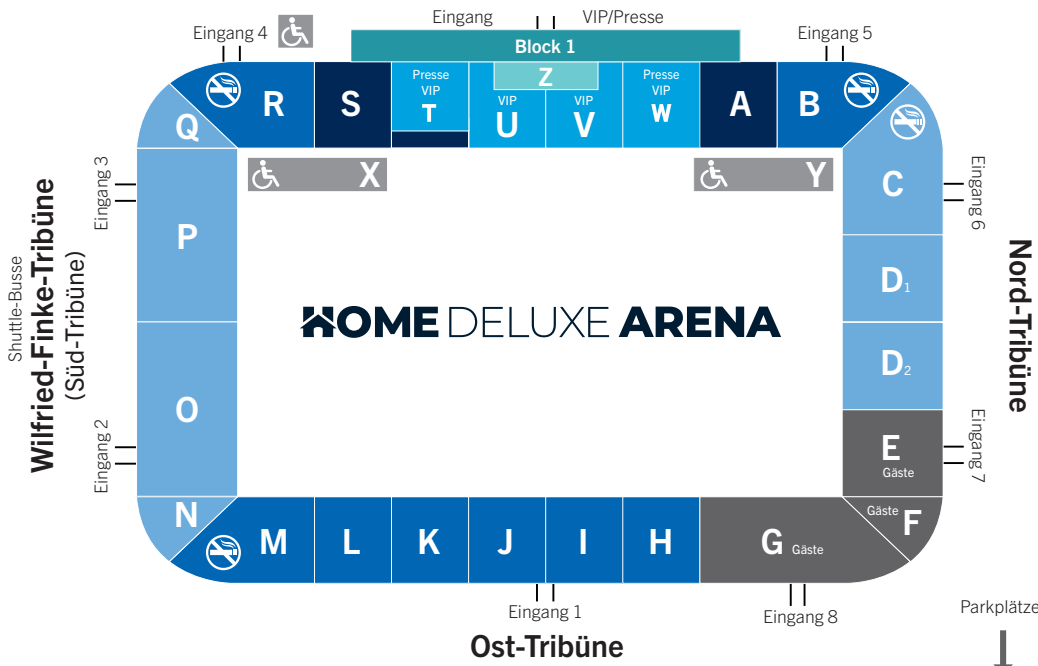 Eingang VIP/Presse
Eingang 4
Eingang 5
Block 1
Z
R
S
Presse
VIP
T
VIP
U
VIP
V
Presse
VIP
W
A
B
Q
X
Y
C
Eingang 3
Eingang 6
P
D1
Shuttle-Busse
Wilfried-Finke-Tribüne
(Süd-Tribüne)
HOME DELUXE ARENA
Nord-Tribüne
D2
O
Eingang 2
E
Gäste
Eingang 7
N
Gäste F
M
L
K
J
I
H
G Gäste
Eingang 1
Eingang 8
Parkplätze
Ost-Tribüne